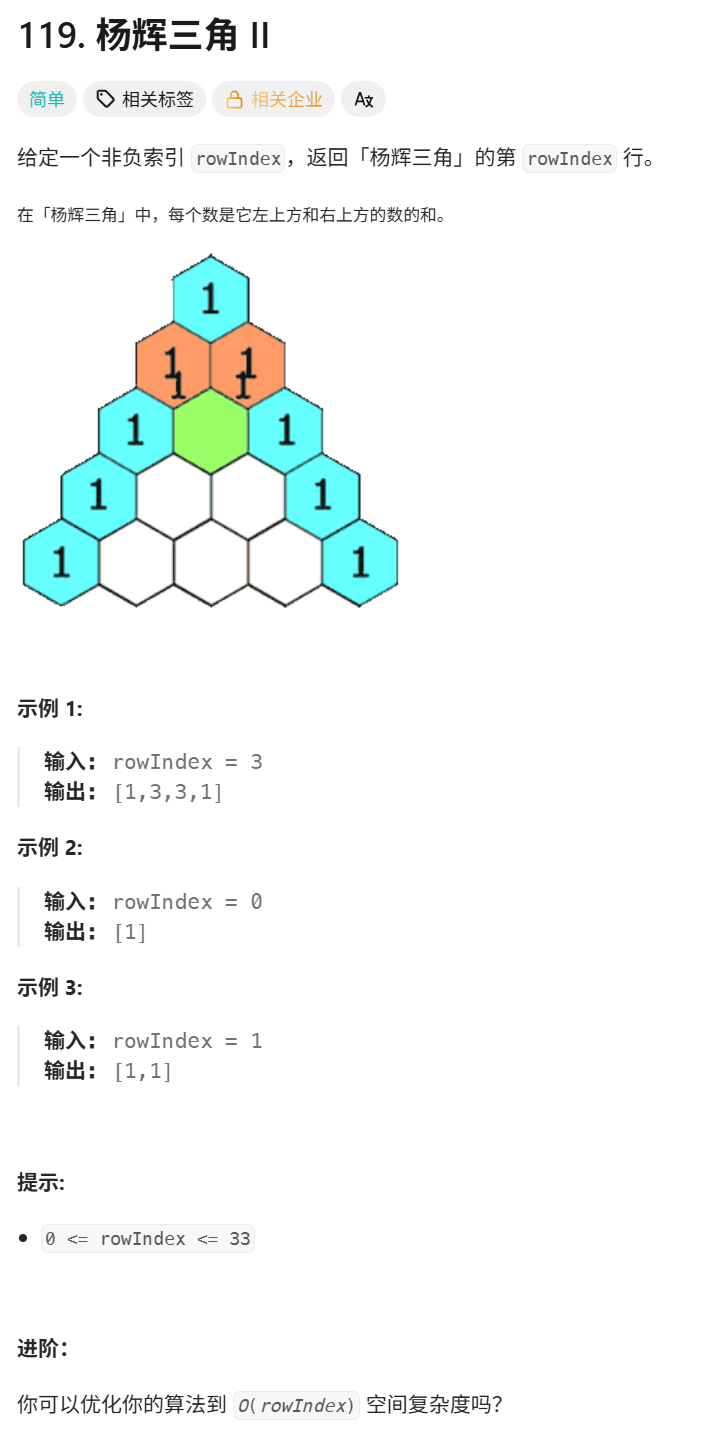 119. 杨辉三角 II
简单 相关标签 相关企业 AX
给定一个非负索引 rowIndex，返回「杨辉三角」的第 rowIndex 行。
在「杨辉三角」中，每个数是它左上方和右上方的数的和。
1
1 1
1 1
1 1
1 1
1 1
示例 1:
输入: rowIndex = 3
输出: [1,3,3,1]
示例 2:
输入: rowIndex = 0
输出: [1]
示例 3:
输入: rowIndex = 1
输出: [1,1]
提示:
0 <= rowIndex <= 33
进阶：
你可以优化你的算法到 O(rowIndex) 空间复杂度吗？